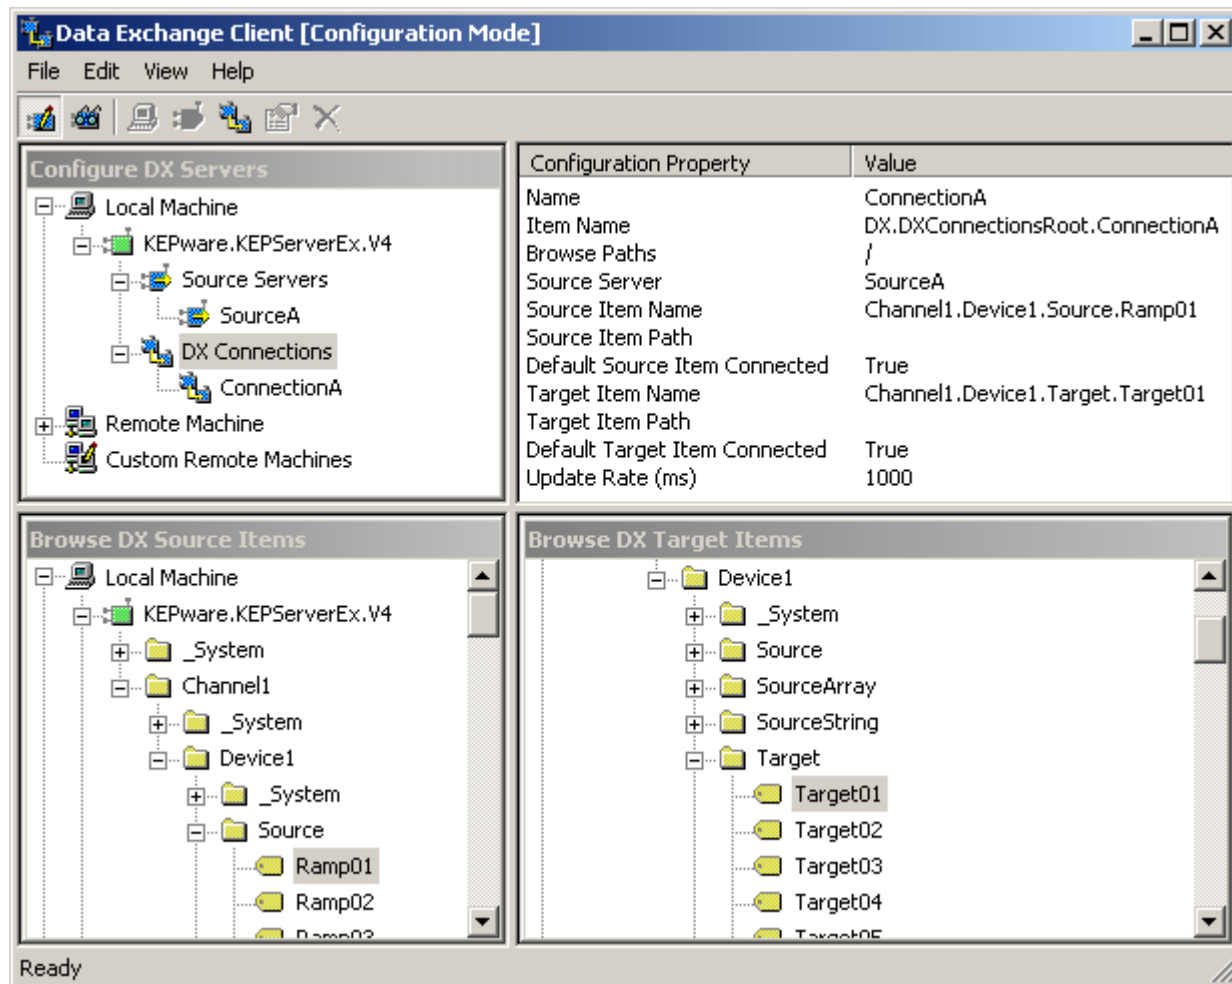 Data Exchange Client [Configuration Mode]
File Edit View Help
Configure DX Servers
Local Machine
KEPware.KEPServerEx.V4
Source Servers
SourceA
DX Connections
ConnectionA
Remote Machine
Custom Remote Machines
Configuration Property Value
Name ConnectionA
Item Name DX.DXConnectionsRoot.ConnectionA
Browse Paths /
Source Server SourceA
Source Item Name Channel1.Device1.Source.Ramp01
Source Item Path
Default Source Item Connected True
Target Item Name Channel1.Device1.Target.Target01
Target Item Path
Default Target Item Connected True
Update Rate (ms) 1000
Browse DX Source Items
Local Machine
KEPware.KEPServerEx.V4
_System
Channel1
_System
Device1
_System
Source
Ramp01
Ramp02
Ramp03
Browse DX Target Items
Device1
_System
Source
SourceArray
SourceString
Target
Target01
Target02
Target03
Target04
Target05
Ready